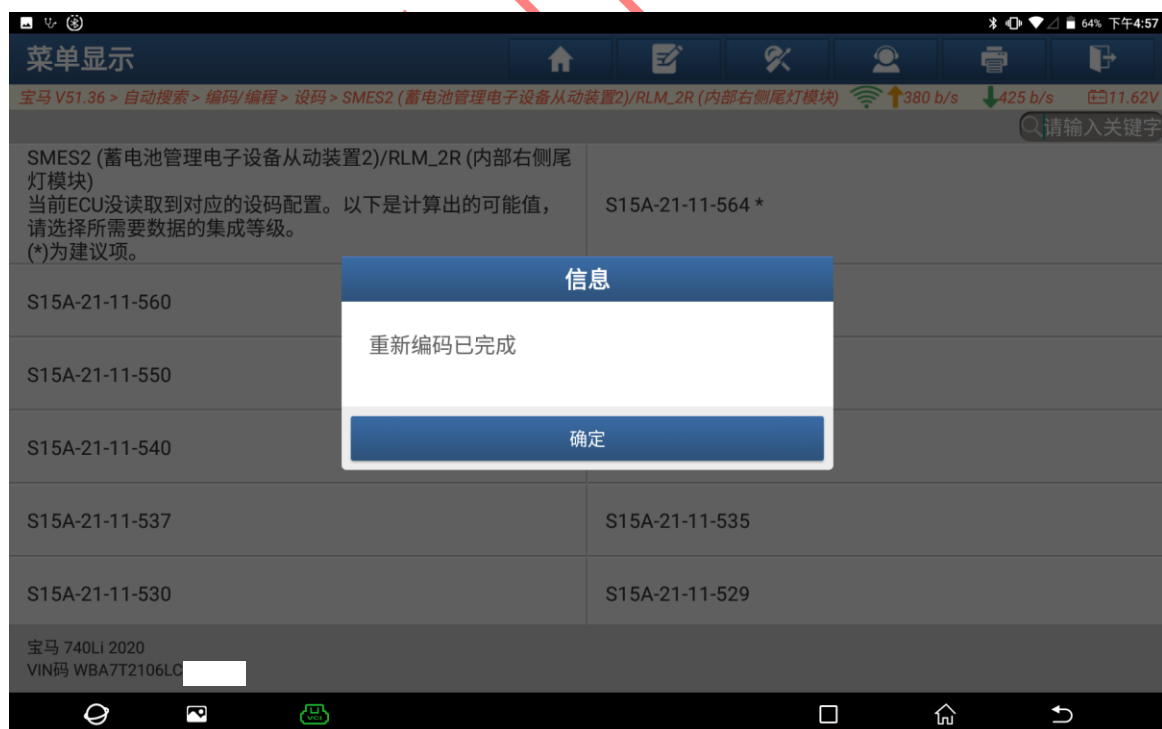 64% 下午4:57
菜单显示
宝马 V51.36 > 自动搜索 > 编码/编程 > 设码 > SMES2 (蓄电池管理电子设备从动装置2)/RLM_2R (内部右侧尾灯模块) 380 b/s 425 b/s 11.62V
请输入关键字
SMES2 (蓄电池管理电子设备从动装置2)/RLM_2R (内部右侧尾
灯模块)
当前ECU没读取到对应的设码配置。以下是计算出的可能值，
请选择所需要数据的集成等级。
(*)为建议项。
S15A-21-11-564 *
信息
S15A-21-11-560
重新编码已完成
S15A-21-11-550
确定
S15A-21-11-540
S15A-21-11-537
S15A-21-11-535
S15A-21-11-530
S15A-21-11-529
宝马 740Li 2020
VIN码 WBA7T2106LC
VCI